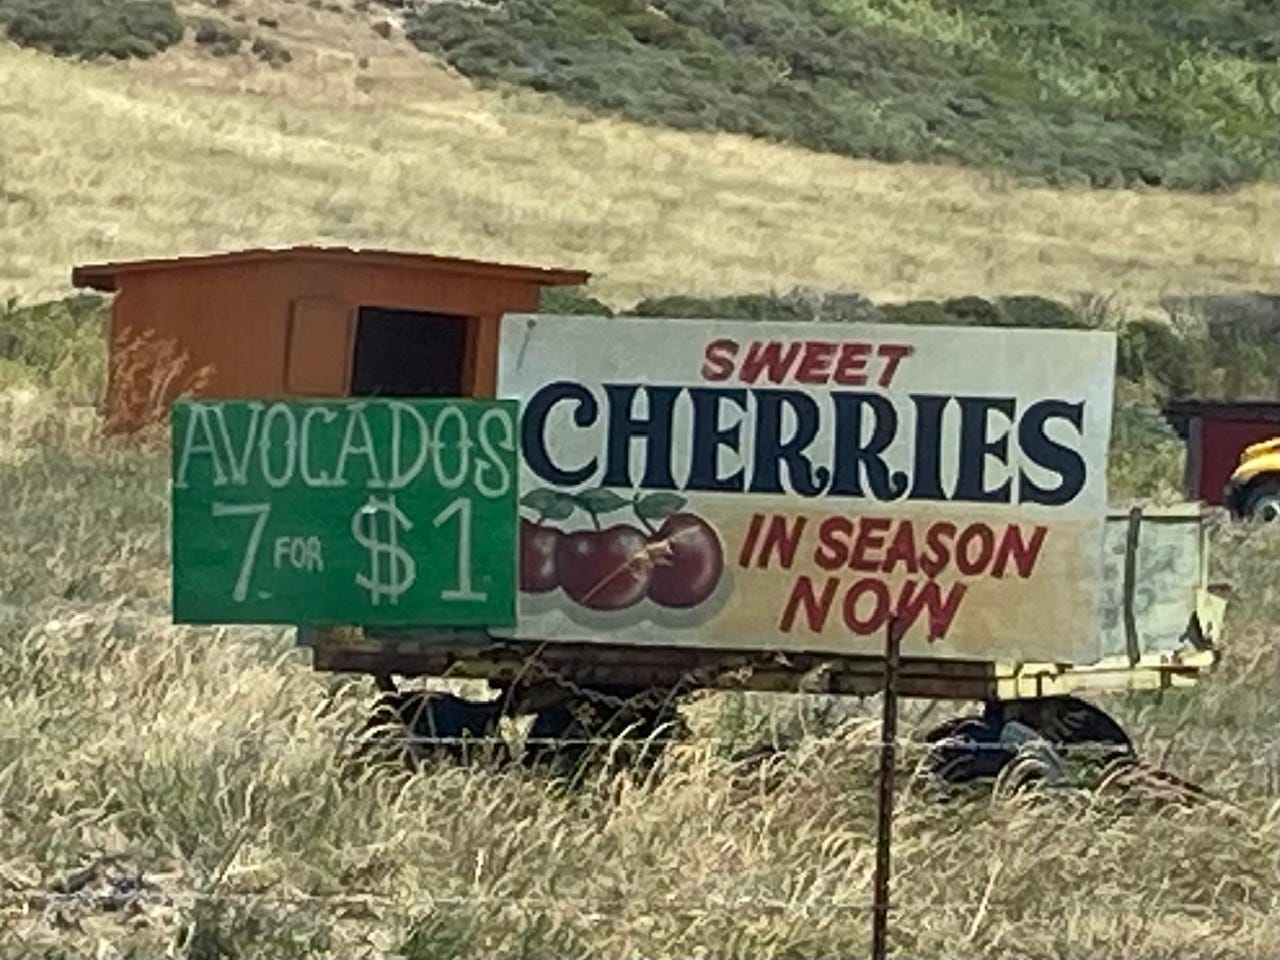 AVOCADOS
7 FOR $1
SWEET
CHERRIES
IN SEASON
NOW